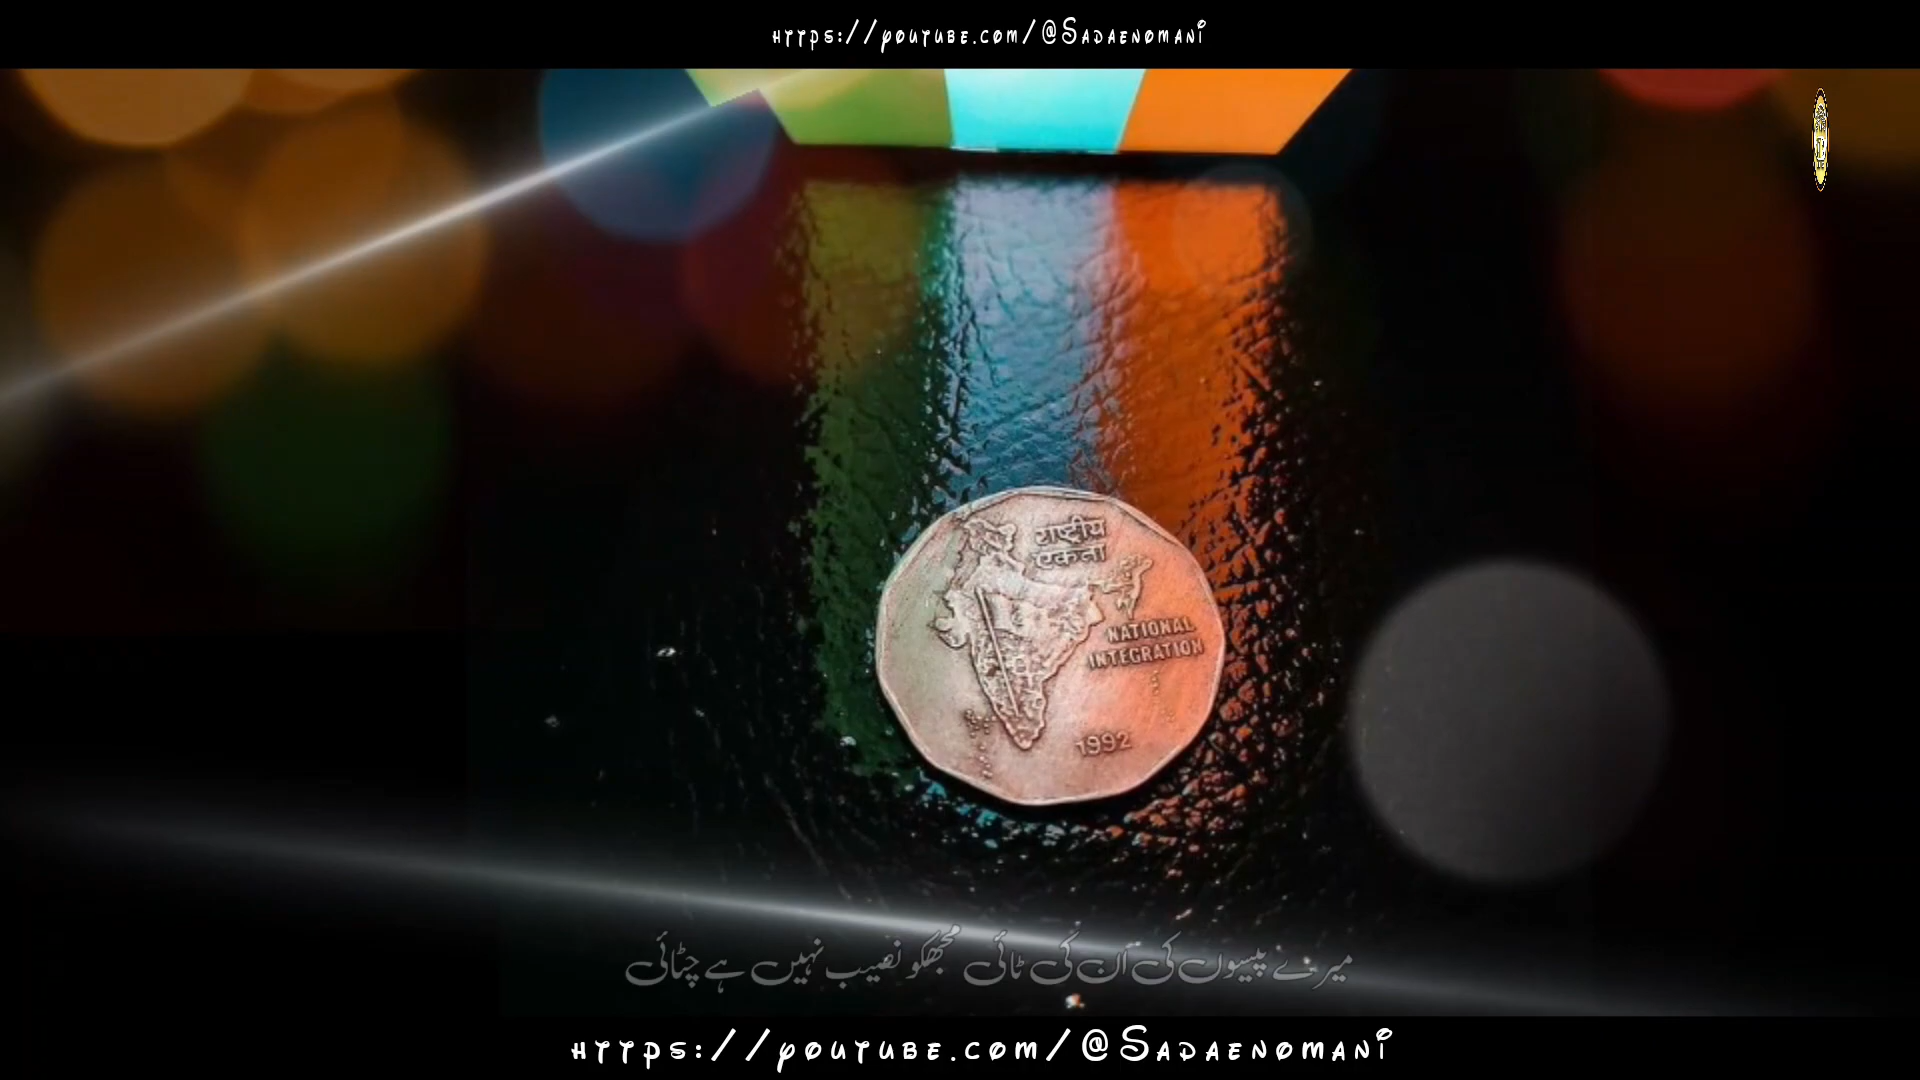 https://youtube.com/@Sadaenomani
राष्ट्रीय
एकता
NATIONAL
INTEGRATION
1992
میرے پیسوں کی اُن کی ٹائی مجھکو نصیب نہیں ہے چٹائی
https://youtube.com/@Sadaenomani